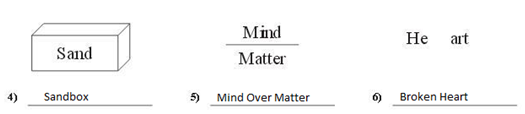 Sand
Mind
Matter
He art
4) Sandbox 5) Mind Over Matter 6) Broken Heart